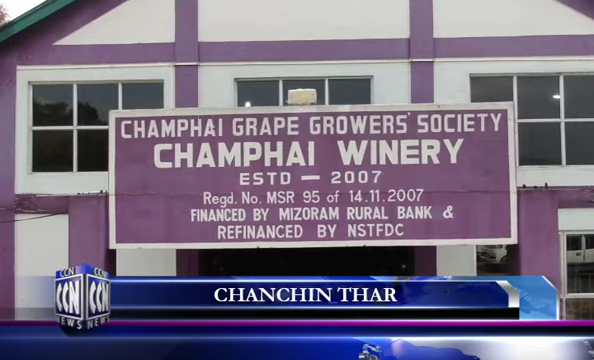 CHAMPHAI GRAPE GROWERS' SOCIETY
CHAMPHAI WINERY
ESTD — 2007
Regd. No. MSR 95 of 14.11.2007
FINANCED BY MIZORAM RURAL BANK &
REFINANCED BY NSTFDC
CCN
CCN CCN
NEWS NEWS
CHANCHIN THAR